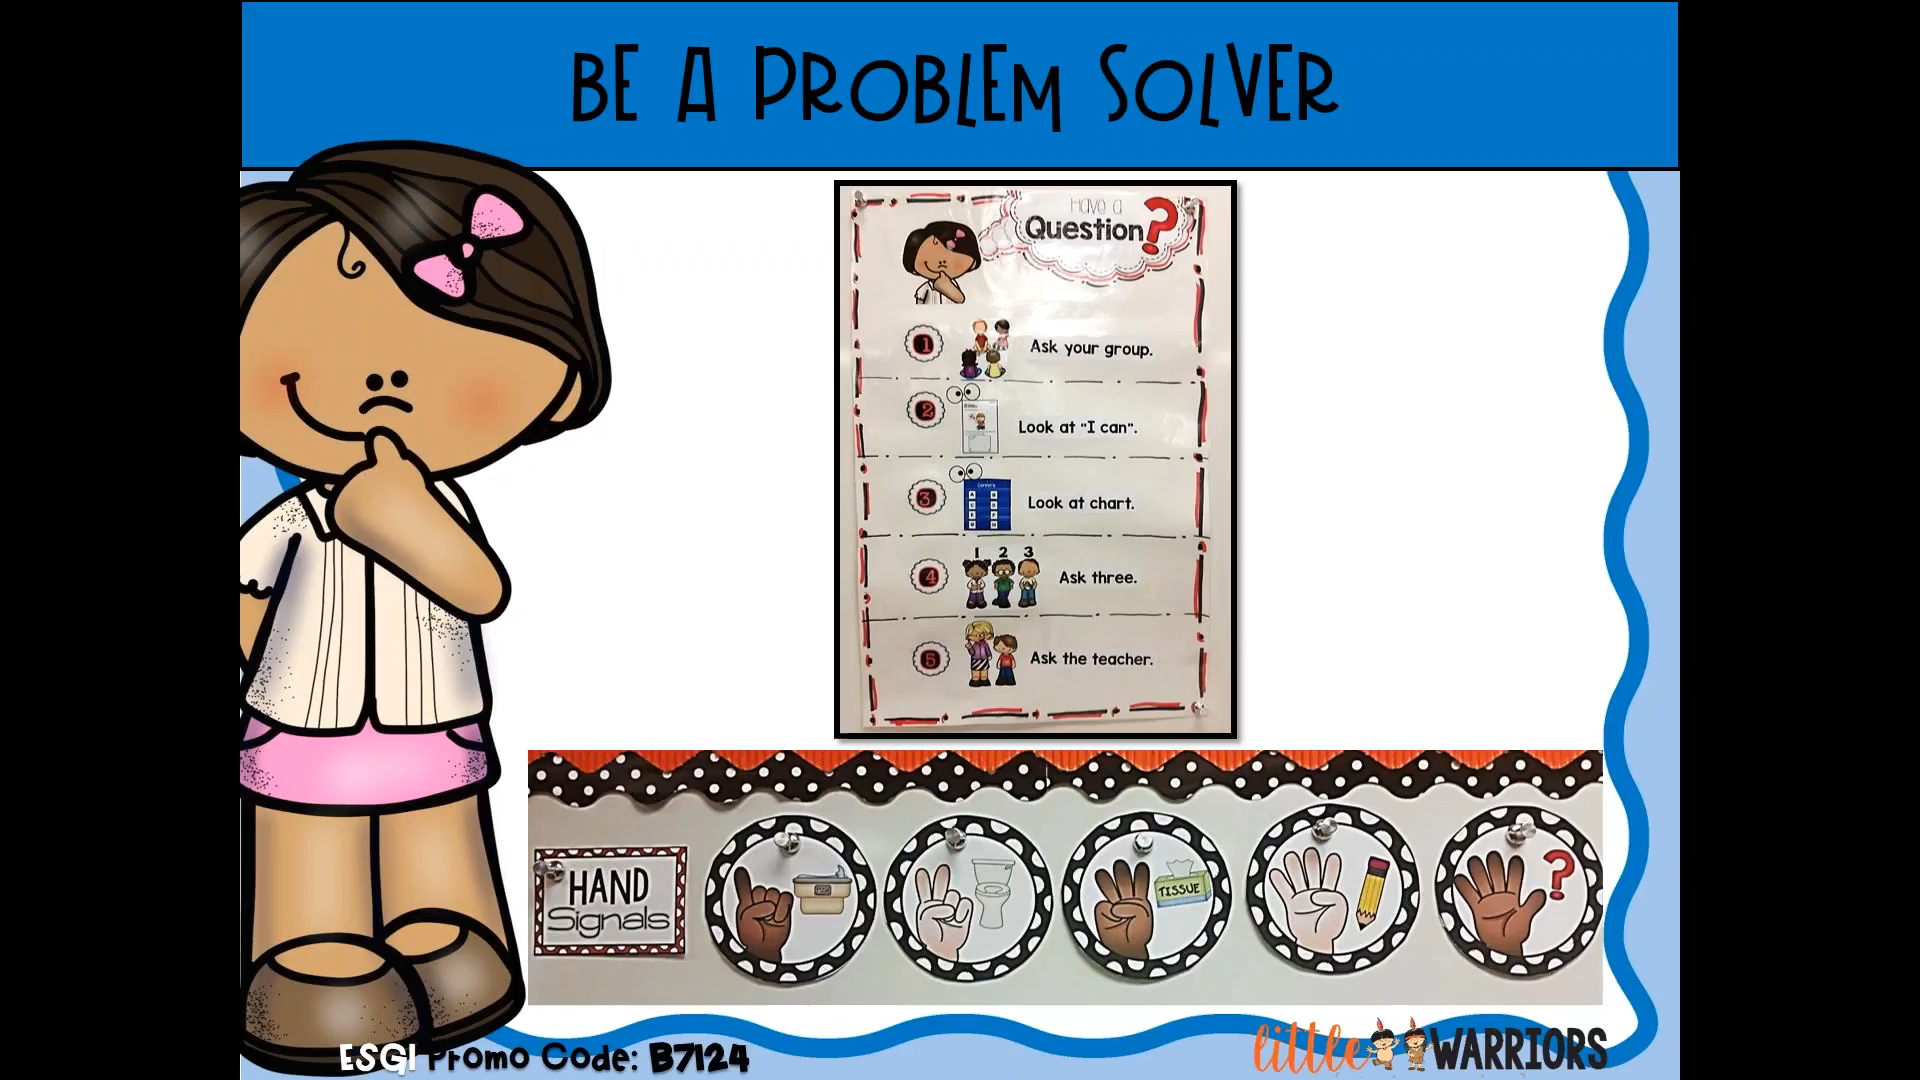 BE A PROBLEM SOLVER
Have a
Question?
1 Ask your group.
2 Look at "I can".
3 Look at chart.
1 2 3
4 Ask three.
5 Ask the teacher.
HAND
Signals
TISSUE
?
ESGI Promo Code: B7124
little WARRIORS